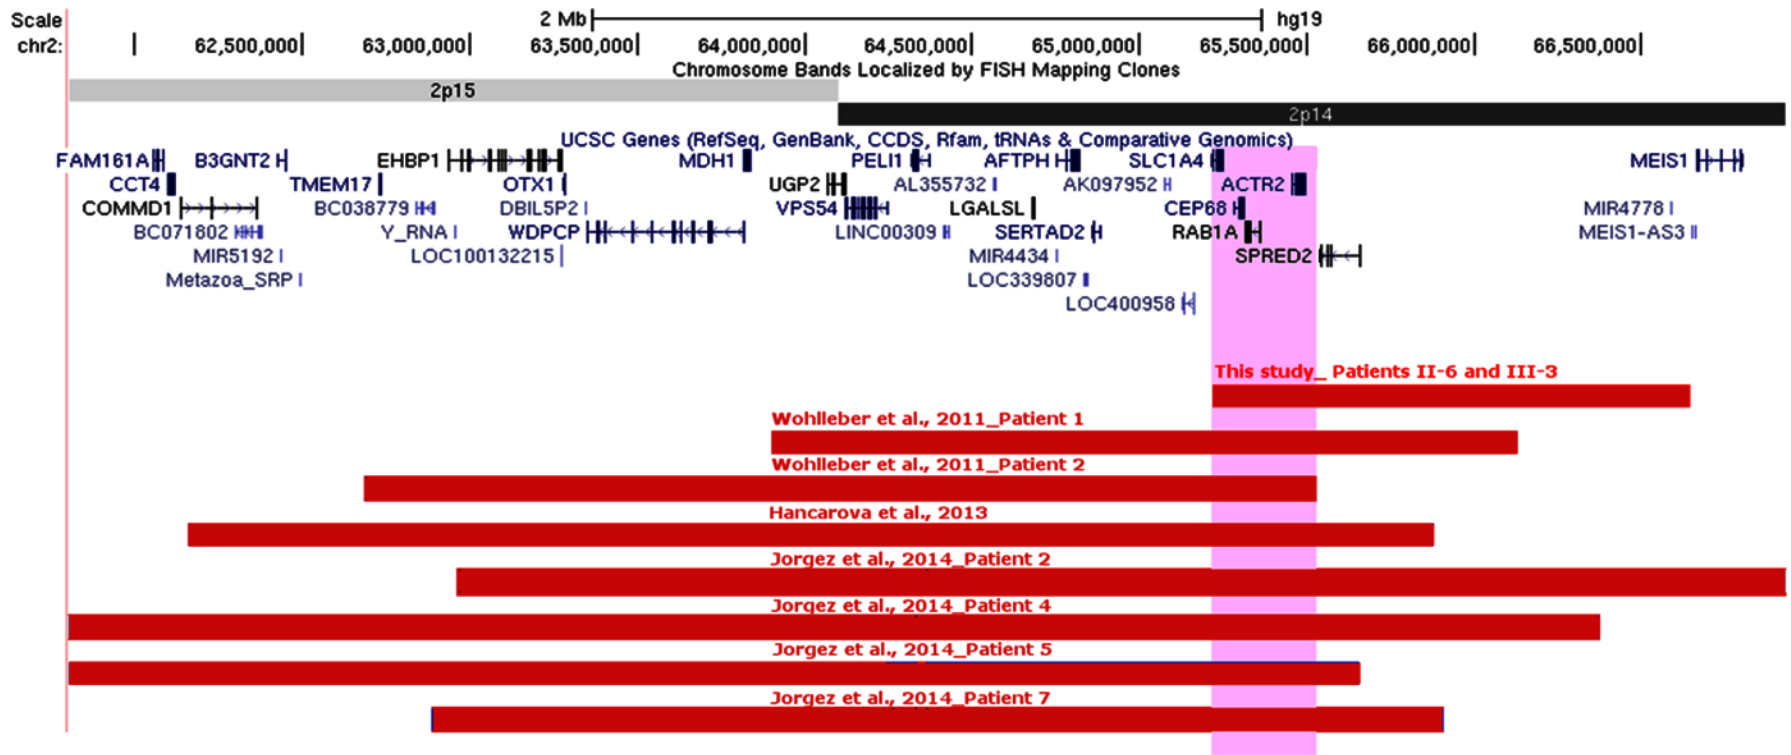 Scale 2 Mb hg19
chr2: 62,500,000 63,000,000 63,500,000 64,000,000 64,500,000 65,000,000 65,500,000 66,000,000 66,500,000
Chromosome Bands Localized by FISH Mapping Clones
2p15
2p14
UCSC Genes (RefSeq, GenBank, CCDS, Rfam, tRNAs & Comparative Genomics)
FAM161A B3GNT2 EHBP1 MDH1 PELI1 AFTPH SLC1A4 MEIS1
CCT4 TMEM17 OTX1 UGP2 AL355732 AK097952 ACTR2
COMMD1 BC038779 DBIL5P2 VPS54 LGALSL CEP68 MIR4778
BC071802 Y_RNA WDPCP LINC00309 SERTAD2 RAB1A MEIS1-AS3
MIR5192 LOC100132215 MIR4434 SPRED2
Metazoa_SRP LOC339807
LOC400958
This study_ Patients II-6 and III-3
Wohlleber et al., 2011_Patient 1
Wohlleber et al., 2011_Patient 2
Hancarova et al., 2013
Jorgez et al., 2014_Patient 2
Jorgez et al., 2014_Patient 4
Jorgez et al., 2014_Patient 5
Jorgez et al., 2014_Patient 7